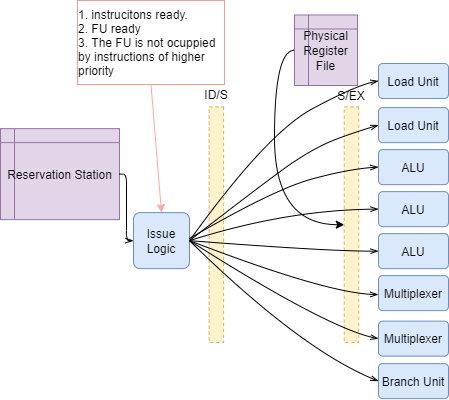 1. instrucitons ready.
2. FU ready
3. The FU is not ocuppied
by instructions of higher
priority
Physical
Register
File
ID/S
S/EX
Load Unit
Load Unit
Reservation Station
ALU
ALU
Issue
Logic
ALU
Multiplexer
Multiplexer
Branch Unit